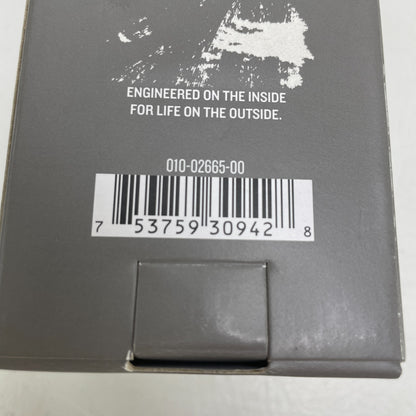 ENGINEERED ON THE INSIDE
FOR LIFE ON THE OUTSIDE.
010-02665-00
7 53759 30942 8